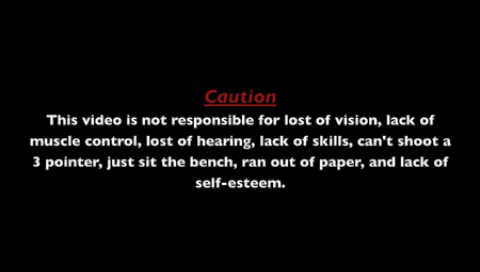 Caution
This video is not responsible for lost of vision, lack of
muscle control, lost of hearing, lack of skills, can't shoot a
3 pointer, just sit the bench, ran out of paper, and lack of
self-esteem.